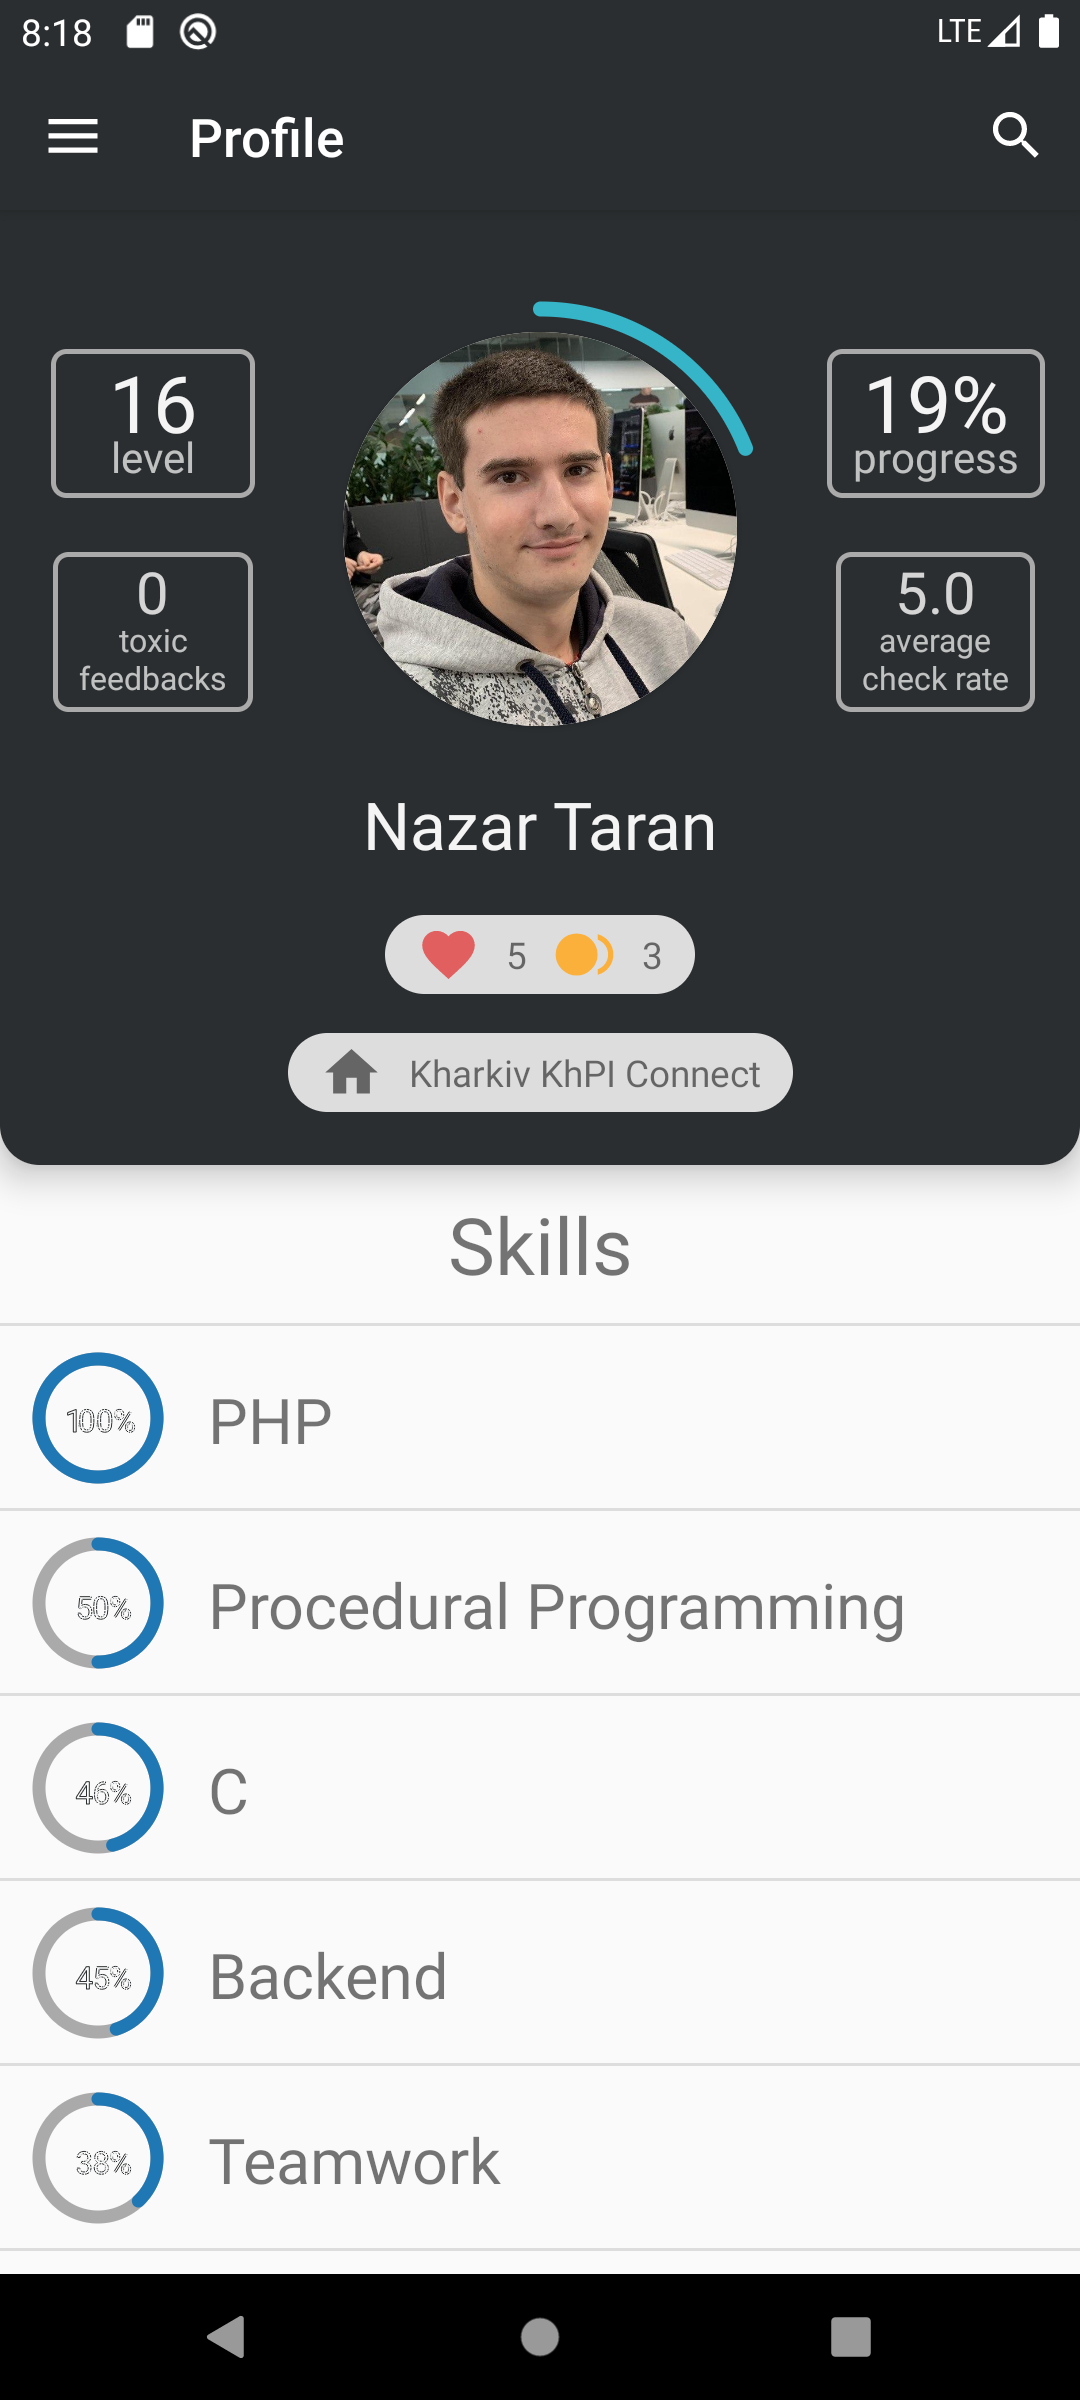 8:18
LTE
Profile
16
level
19%
progress
0
toxic
feedbacks
5.0
average
check rate
Nazar Taran
5
3
Kharkiv KhPI Connect
Skills
100%
PHP
50%
Procedural Programming
46%
C
45%
Backend
38%
Teamwork